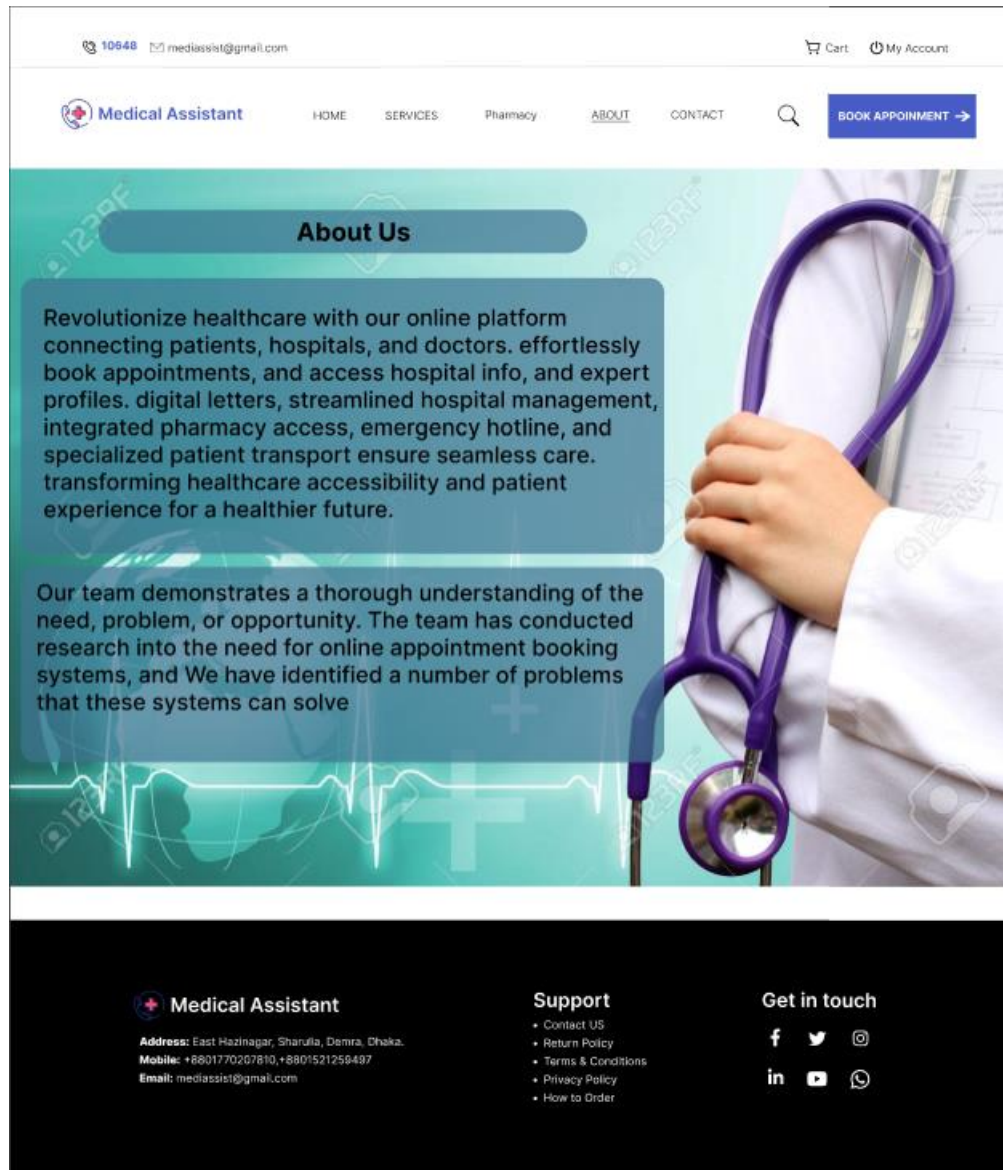 10648 mediassist@gmail.com Cart My Account
Medical Assistant HOME SERVICES Pharmacy ABOUT CONTACT BOOK APPOINMENT
About Us
Revolutionize healthcare with our online platform
connecting patients, hospitals, and doctors. effortlessly
book appointments, and access hospital info, and expert
profiles. digital letters, streamlined hospital management,
integrated pharmacy access, emergency hotline, and
specialized patient transport ensure seamless care.
transforming healthcare accessibility and patient
experience for a healthier future.
Our team demonstrates a thorough understanding of the
need, problem, or opportunity. The team has conducted
research into the need for online appointment booking
systems, and We have identified a number of problems
that these systems can solve
123RF
123RF
123RF
123RF
123RF
Medical Assistant
Address: East Hazinagar, Sharulia, Demra, Dhaka.
Mobile: +8801770207810,+8801521259497
Email: mediassist@gmail.com
Support
• Contact US
• Return Policy
• Terms & Conditions
• Privacy Policy
• How to Order
Get in touch